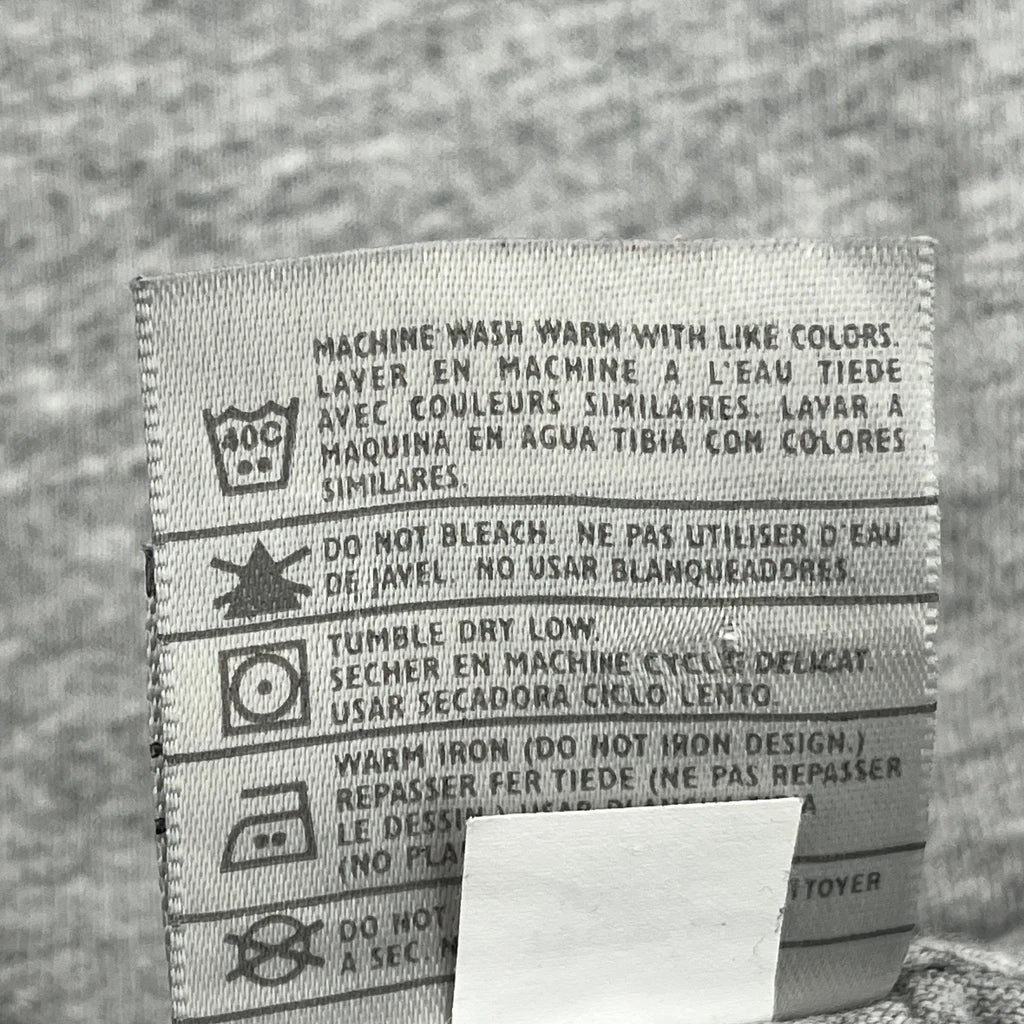 MACHINE WASH WARM WITH LIKE COLORS.
LAVER EN MACHINE A L'EAU TIEDE
AVEC COULEURS SIMILAIRES. LAVAR A
MAQUINA EN AGUA TIBIA COM COLORES
SIMILARES.
40C
DO NOT BLEACH. NE PAS UTILISER D'EAU
DE JAVEL. NO USAR BLANQUEADORES.
TUMBLE DRY LOW.
SECHER EN MACHINE CYCLE DELICAT.
USAR SECADORA CICLO LENTO.
WARM IRON (DO NOT IRON DESIGN.)
REPASSER FER TIEDE (NE PAS REPASSER
LE DESSIN.) USAR
(NO
DO NOT
A SEC.